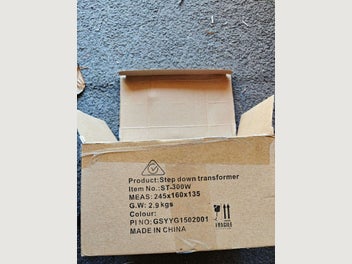 Product:Step down transformer
Item No.:ST-300W
MEAS: 245x160x135
G.W: 2.9 kgs
Colour:
PI NO: GSYYG1502001
MADE IN CHINA
FRAGILE